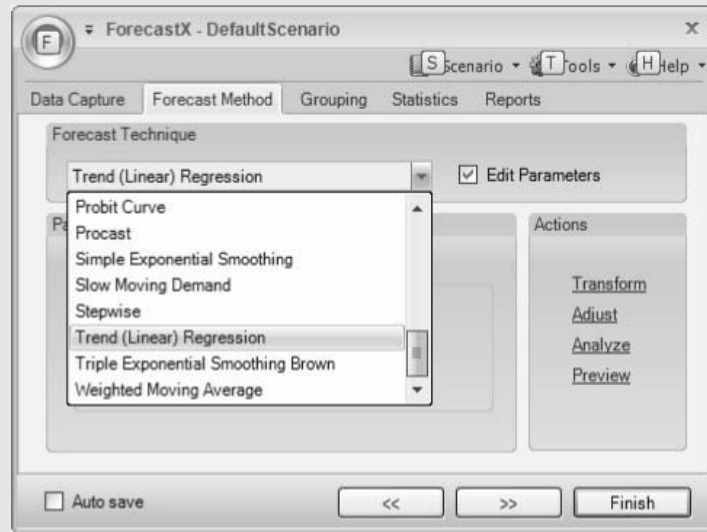 F ForecastX - DefaultScenario
S Scenario T Tools H Help
Data Capture Forecast Method Grouping Statistics Reports
Forecast Technique
Trend (Linear) Regression Edit Parameters
Probit Curve
Procast
Simple Exponential Smoothing
Slow Moving Demand
Stepwise
Trend (Linear) Regression
Triple Exponential Smoothing Brown
Weighted Moving Average
Pa
Actions
Transform
Adjust
Analyze
Preview
Auto save << >> Finish